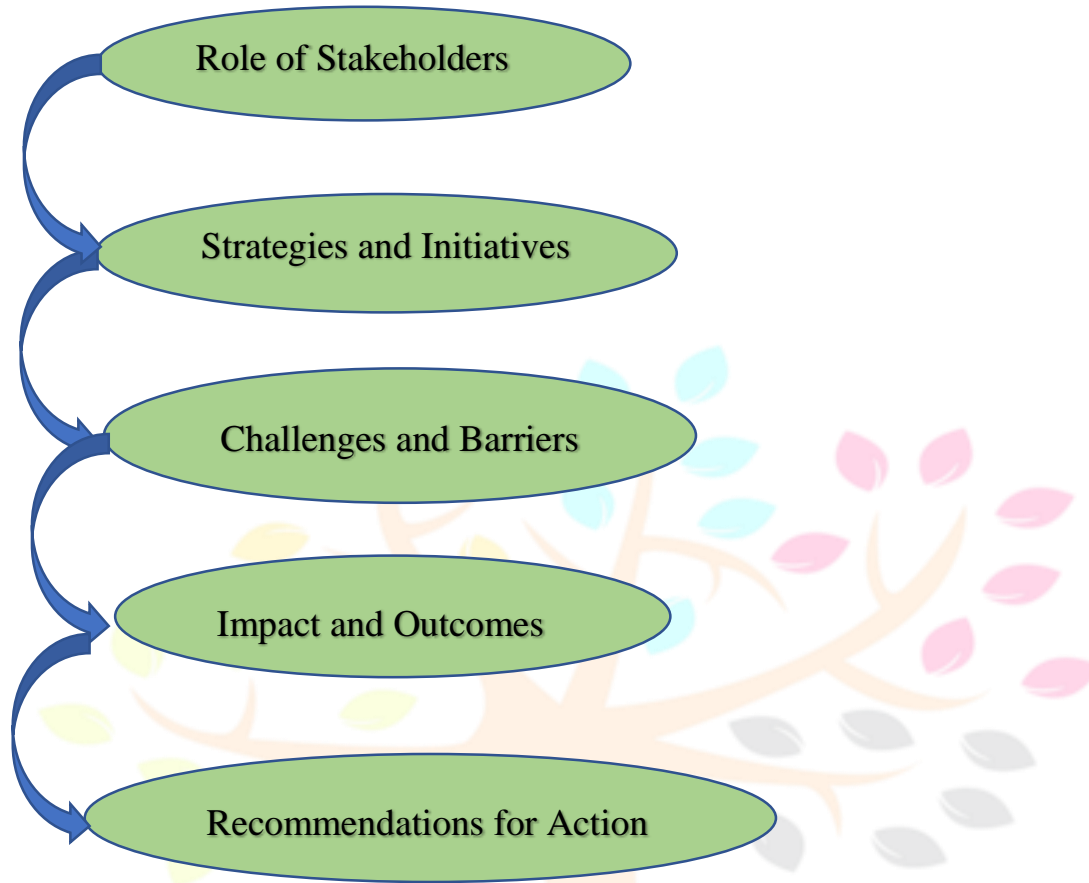 Role of Stakeholders
Strategies and Initiatives
Challenges and Barriers
Impact and Outcomes
Recommendations for Action